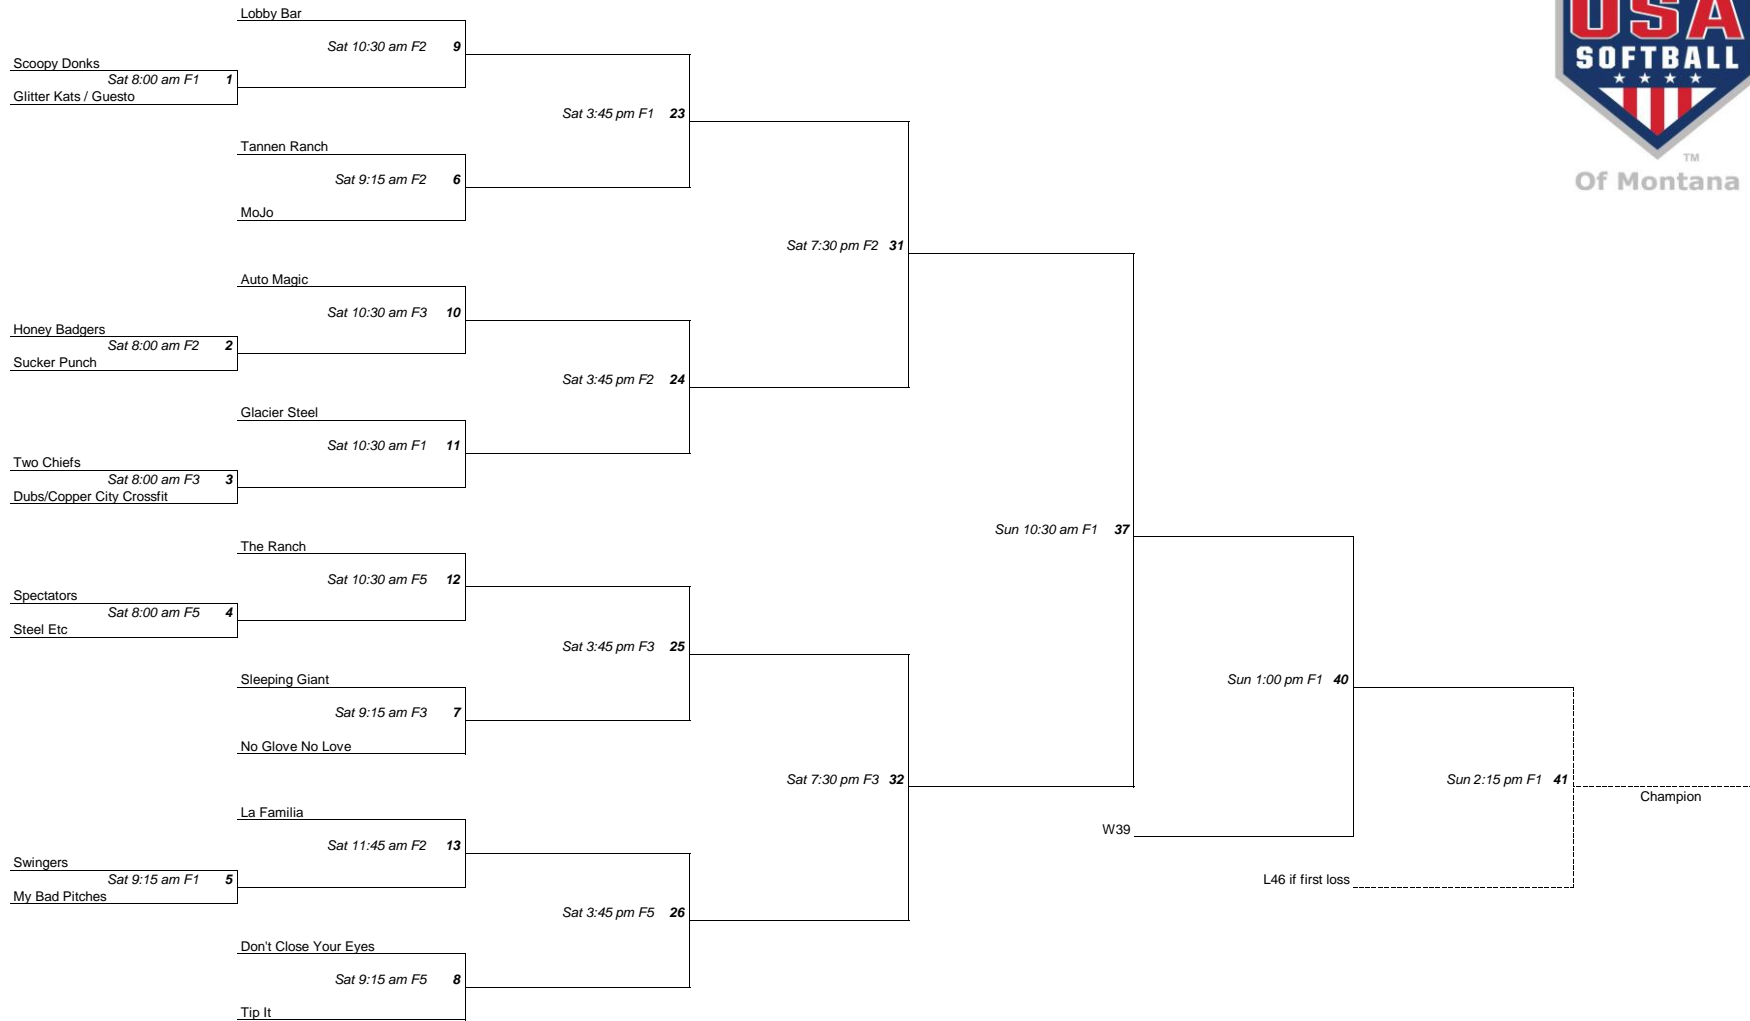 Lobby Bar
USA
Sat 10:30 am F2 9
SOFTBALL
Scoopy Donks
Sat 8:00 am F1 1
Glitter Kats / Guesto
Sat 3:45 pm F1 23
Tannen Ranch
TM
Sat 9:15 am F2 6
Of Montana
MoJo
Sat 7:30 pm F2 31
Auto Magic
Sat 10:30 am F3 10
Honey Badgers
Sat 8:00 am F2 2
Sucker Punch
Sat 3:45 pm F2 24
Glacier Steel
Sat 10:30 am F1 11
Two Chiefs
Sat 8:00 am F3 3
Dubs/Copper City Crossfit
Sun 10:30 am F1 37
The Ranch
Sat 10:30 am F5 12
Spectators
Sat 8:00 am F5 4
Steel Etc
Sat 3:45 pm F3 25
Sleeping Giant
Sun 1:00 pm F1 40
Sat 9:15 am F3 7
No Glove No Love
Sat 7:30 pm F3 32
Sun 2:15 pm F1 41
Champion
La Familia
W39
Sat 11:45 am F2 13
Swingers
Sat 9:15 am F1 5
L46 if first loss
My Bad Pitches
Sat 3:45 pm F5 26
Don't Close Your Eyes
Sat 9:15 am F5 8
Tip It